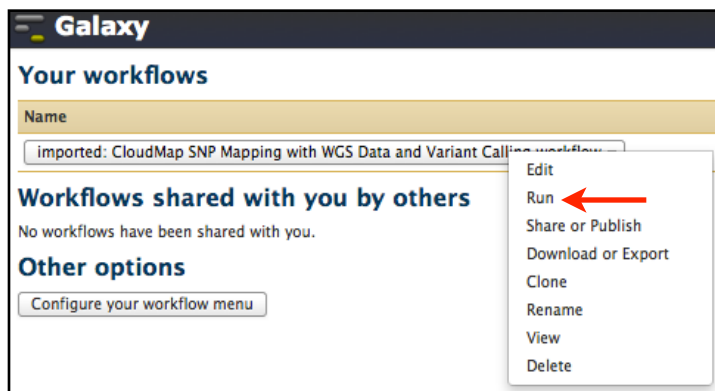 Galaxy
Your workflows
Name
imported: CloudMap SNP Mapping with WGS Data and Variant Calling workflow
Edit
Run
Workflows shared with you by others
Share or Publish
No workflows have been shared with you.
Download or Export
Other options
Clone
Configure your workflow menu
Rename
View
Delete